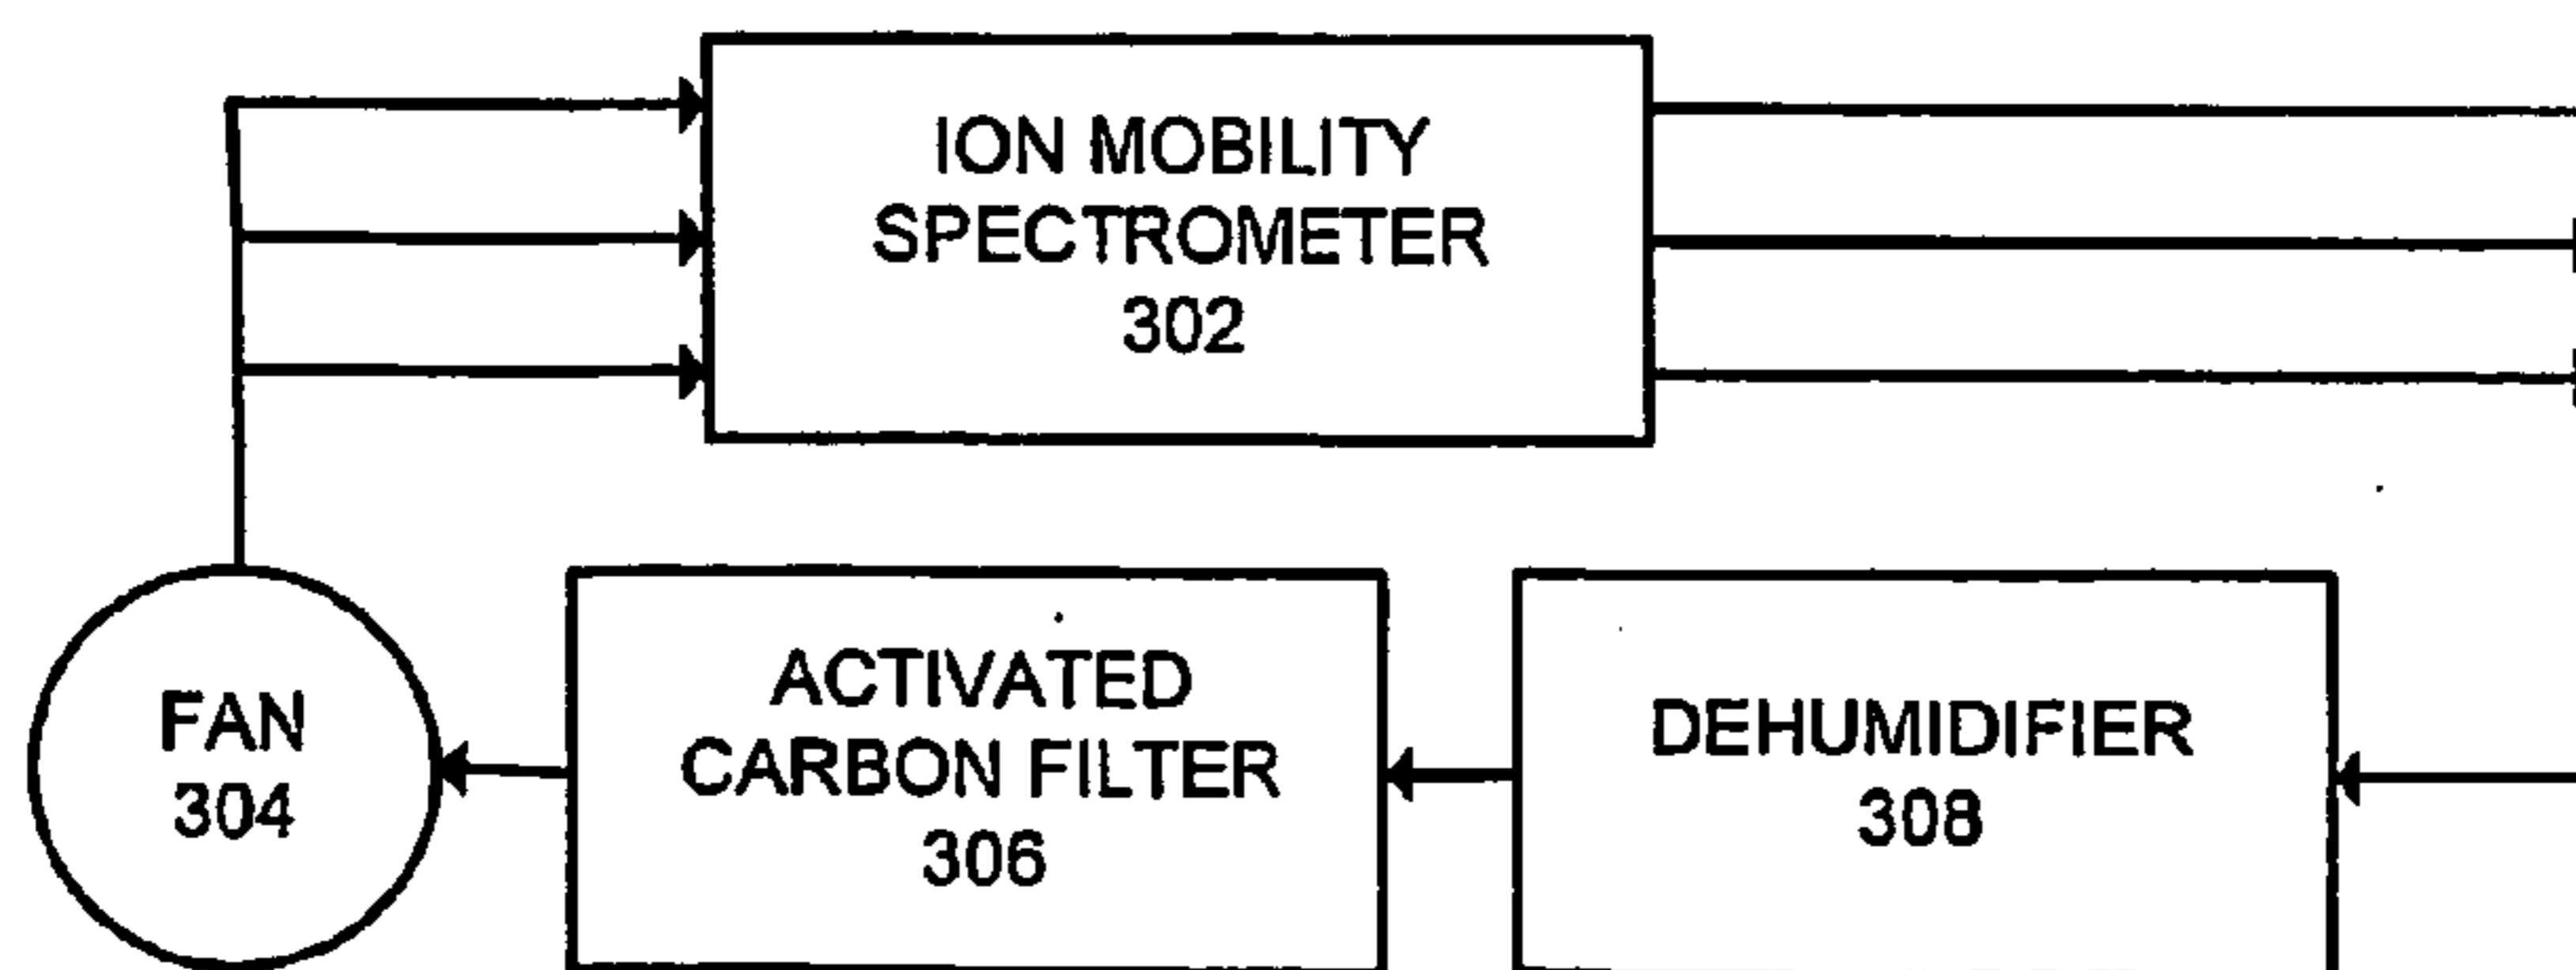 ION MOBILITY
SPECTROMETER
302
FAN
304
ACTIVATED
CARBON FILTER
306
DEHUMIDIFIER
308